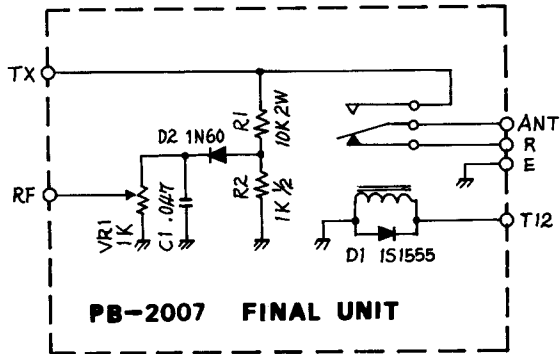 TX
RF
D2 1N60
R1
10K 2W
R2
1K ½
VR1
1K
C1 .047
ANT
R
E
T12
D1 1S1555
PB-2007 FINAL UNIT